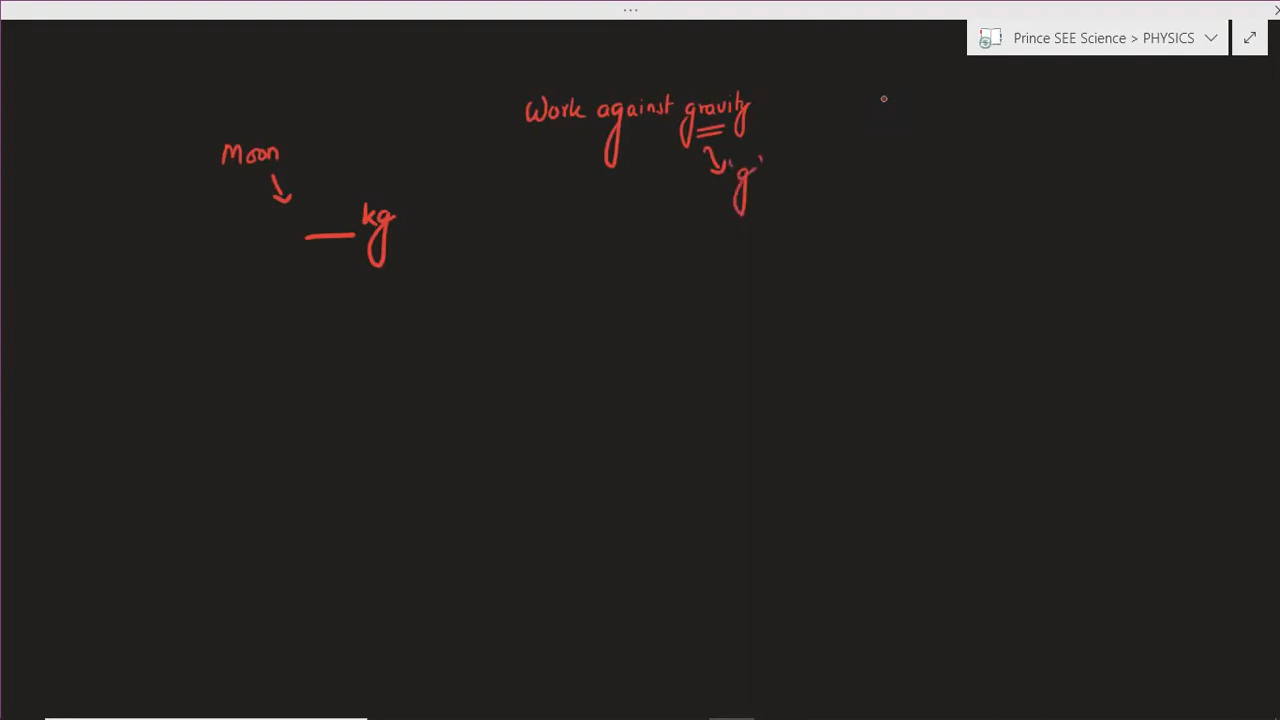 Prince SEE Science > PHYSICS
Work against gravity
'g'
Moon
kg